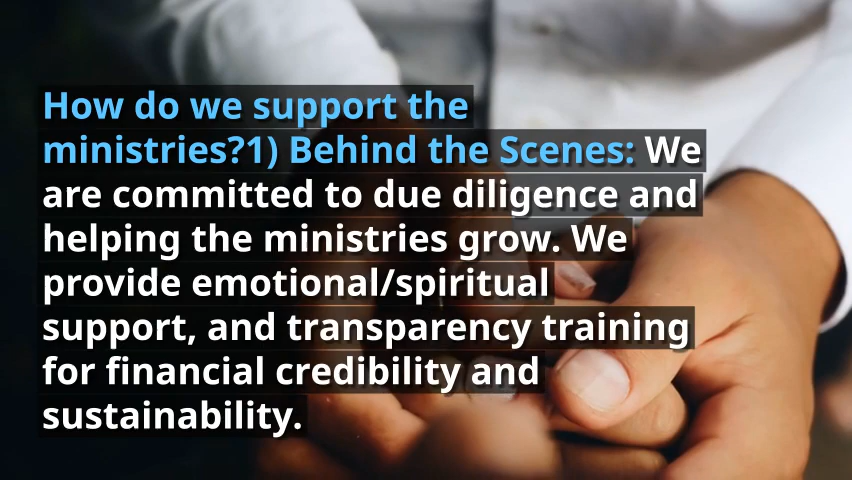 How do we support the
ministries?1) Behind the Scenes: We
are committed to due diligence and
helping the ministries grow. We
provide emotional/spiritual
support, and transparency training
for financial credibility and
sustainability.